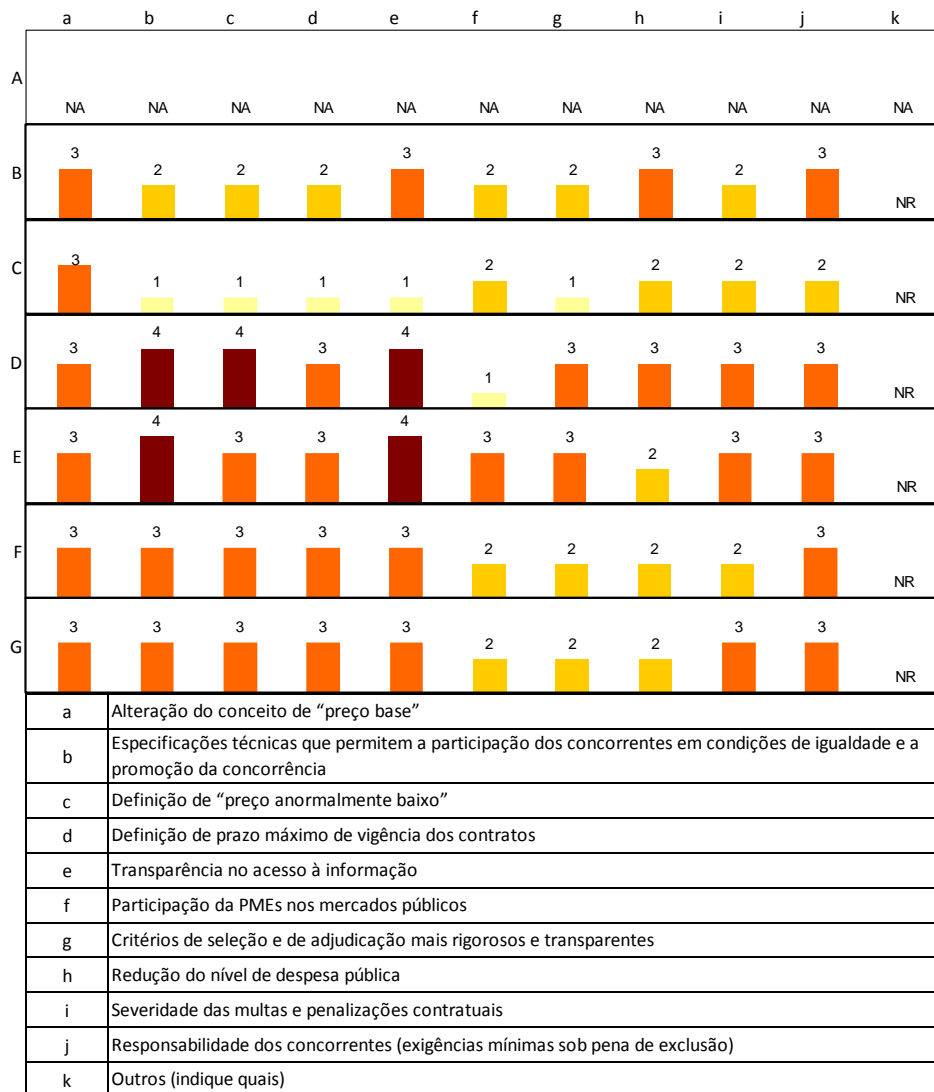 a b c d e f g h i j k
A
NA NA NA NA NA NA NA NA NA NA NA
B
3 2 2 2 3 2 2 3 2 3 NR
C
3 1 1 1 1 2 1 2 2 2 NR
D
3 4 4 3 4 1 3 3 3 3 NR
E
3 4 3 3 4 3 3 2 3 3 NR
F
3 3 3 3 3 2 2 2 2 3 NR
G
3 3 3 3 3 2 2 2 3 3 NR
a Alteração do conceito de “preço base”
b Especificações técnicas que permitem a participação dos concorrentes em condições de igualdade e a
promoção da concorrência
c Definição de “preço anormalmente baixo”
d Definição de prazo máximo de vigência dos contratos
e Transparência no acesso à informação
f Participação da PMEs nos mercados públicos
g Critérios de seleção e de adjudicação mais rigorosos e transparentes
h Redução do nível de despesa pública
i Severidade das multas e penalizações contratuais
j Responsabilidade dos concorrentes (exigências mínimas sob pena de exclusão)
k Outros (indique quais)